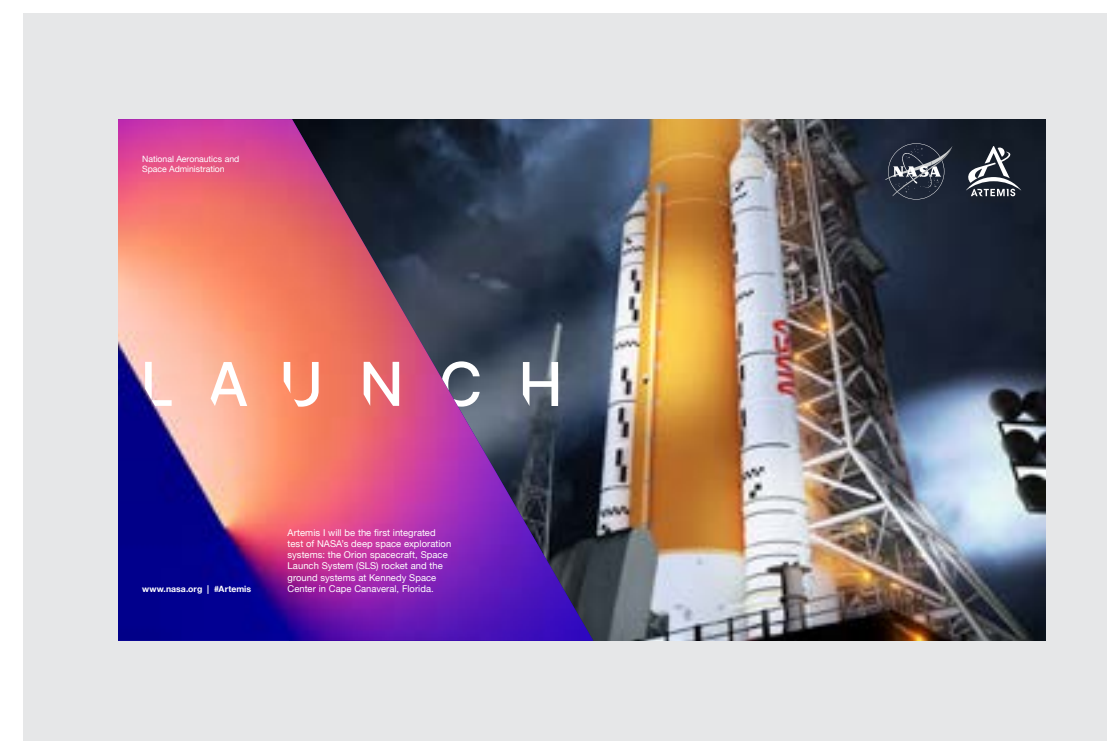 National Aeronautics and
Space Administration
NASA
ARTEMIS
NASA
LAUNCH
Artemis I will be the first integrated
test of NASA's deep space exploration
systems: the Orion spacecraft, Space
Launch System (SLS) rocket and the
ground systems at Kennedy Space
Center in Cape Canaveral, Florida.
www.nasa.org | #Artemis